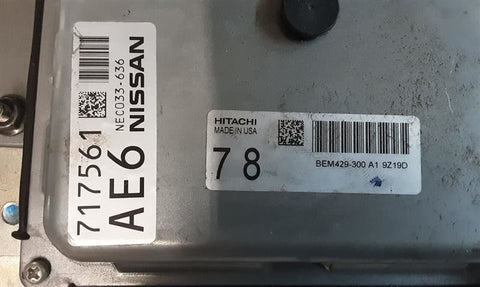 717561
AE6
NEC033-636
NISSAN
HITACHI
MADE IN USA
78
BEM429-300 A1 9Z19D